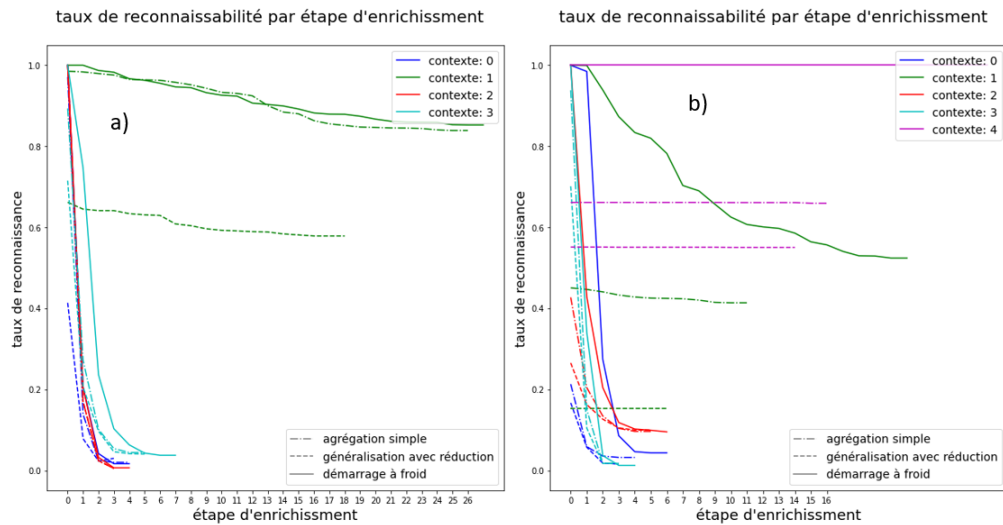 taux de reconnaissabilité par étape d'enrichissment
taux de reconnaissabilité par étape d'enrichissment
a)
contexte: 0
contexte: 1
contexte: 2
contexte: 3
b)
contexte: 0
contexte: 1
contexte: 2
contexte: 3
contexte: 4
taux de reconnaissance
1.0
0.8
0.6
0.4
0.2
0.0
agrégation simple
généralisation avec réduction
démarrage à froid
0 1 2 3 4 5 6 7 8 9 10 11 12 13 14 15 16 17 18 19 20 21 22 23 24 25 26
étape d'enrichissment
taux de reconnaissance
1.0
0.8
0.6
0.4
0.2
0.0
agrégation simple
généralisation avec réduction
démarrage à froid
0 1 2 3 4 5 6 7 8 9 10 11 12 13 14 15 16
étape d'enrichissment